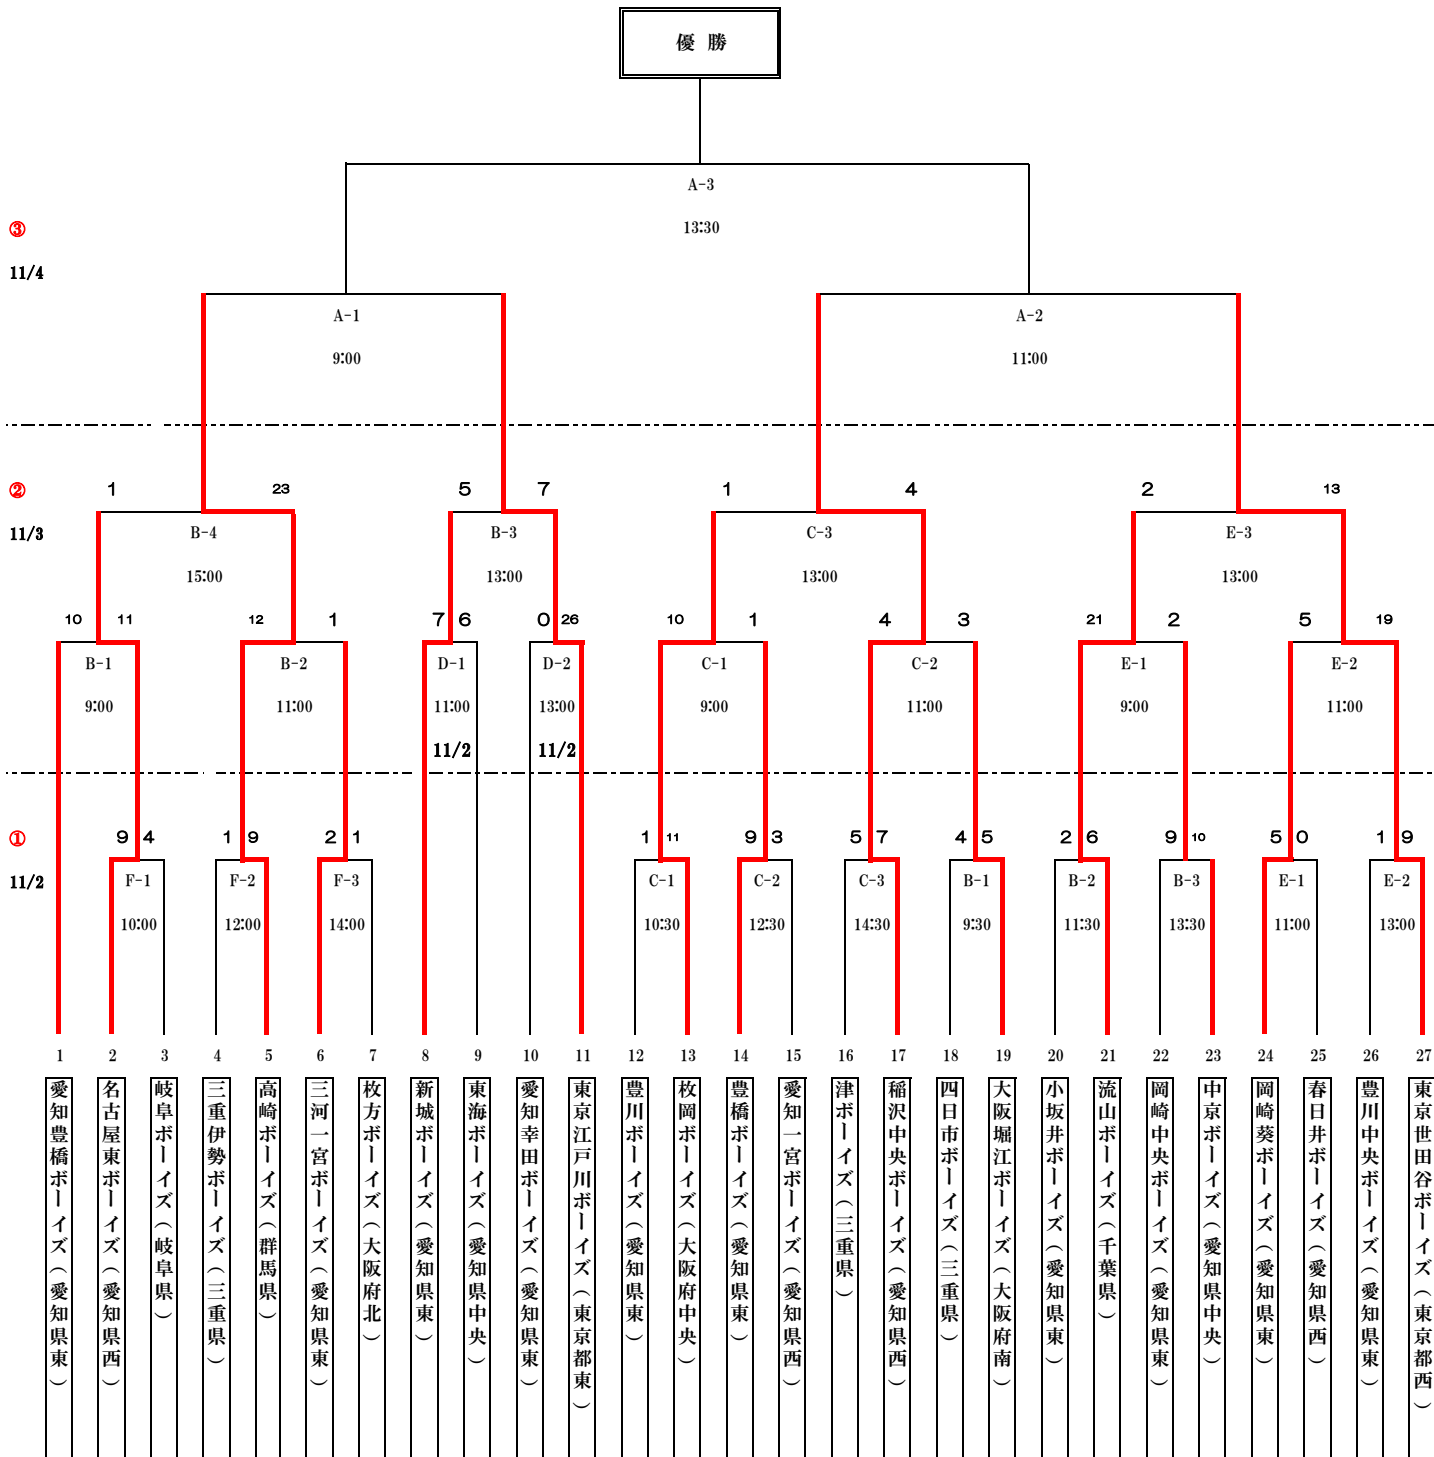 優 勝
A-3
13:30
③
11/4
A-1
A-2
9:00
11:00
②
1
23
5
7
1
4
2
13
11/3
B-4
B-3
C-3
E-3
15:00
13:00
13:00
13:00
10
11
12
1
7
6
0
26
10
1
4
3
21
2
5
19
B-1
B-2
D-1
D-2
C-1
C-2
E-1
E-2
9:00
11:00
11:00
13:00
9:00
11:00
9:00
11:00
11/2
11/2
①
9
4
1
9
2
1
1
11
9
3
5
7
4
5
2
6
9
10
5
0
1
9
11/2
F-1
F-2
F-3
C-1
C-2
C-3
B-1
B-2
B-3
E-1
E-2
10:00
12:00
14:00
10:30
12:30
14:30
9:30
11:30
13:30
11:00
13:00
1
2
3
4
5
6
7
8
9
10
11
12
13
14
15
16
17
18
19
20
21
22
23
24
25
26
27
愛知豊橋ボーイズ(愛知県東)
名古屋東ボーイズ(愛知県西)
岐阜ボーイズ(岐阜県)
三重伊勢ボーイズ(三重県)
高崎ボーイズ(群馬県)
三河一宮ボーイズ(愛知県東)
枚方ボーイズ(大阪府北)
新城ボーイズ(愛知県東)
東海ボーイズ(愛知県中央)
愛知幸田ボーイズ(愛知県東)
東京江戸川ボーイズ(東京都東)
豊川ボーイズ(愛知県東)
枚岡ボーイズ(大阪府中央)
豊橋ボーイズ(愛知県東)
愛知一宮ボーイズ(愛知県西)
津ボーイズ(三重県)
稲沢中央ボーイズ(愛知県西)
四日市ボーイズ(三重県)
大阪堀江ボーイズ(大阪府南)
小坂井ボーイズ(愛知県東)
流山ボーイズ(千葉県)
岡崎中央ボーイズ(愛知県東)
中京ボーイズ(愛知県中央)
岡崎葵ボーイズ(愛知県東)
春日井ボーイズ(愛知県西)
豊川中央ボーイズ(愛知県東)
東京世田谷ボーイズ(東京都西)